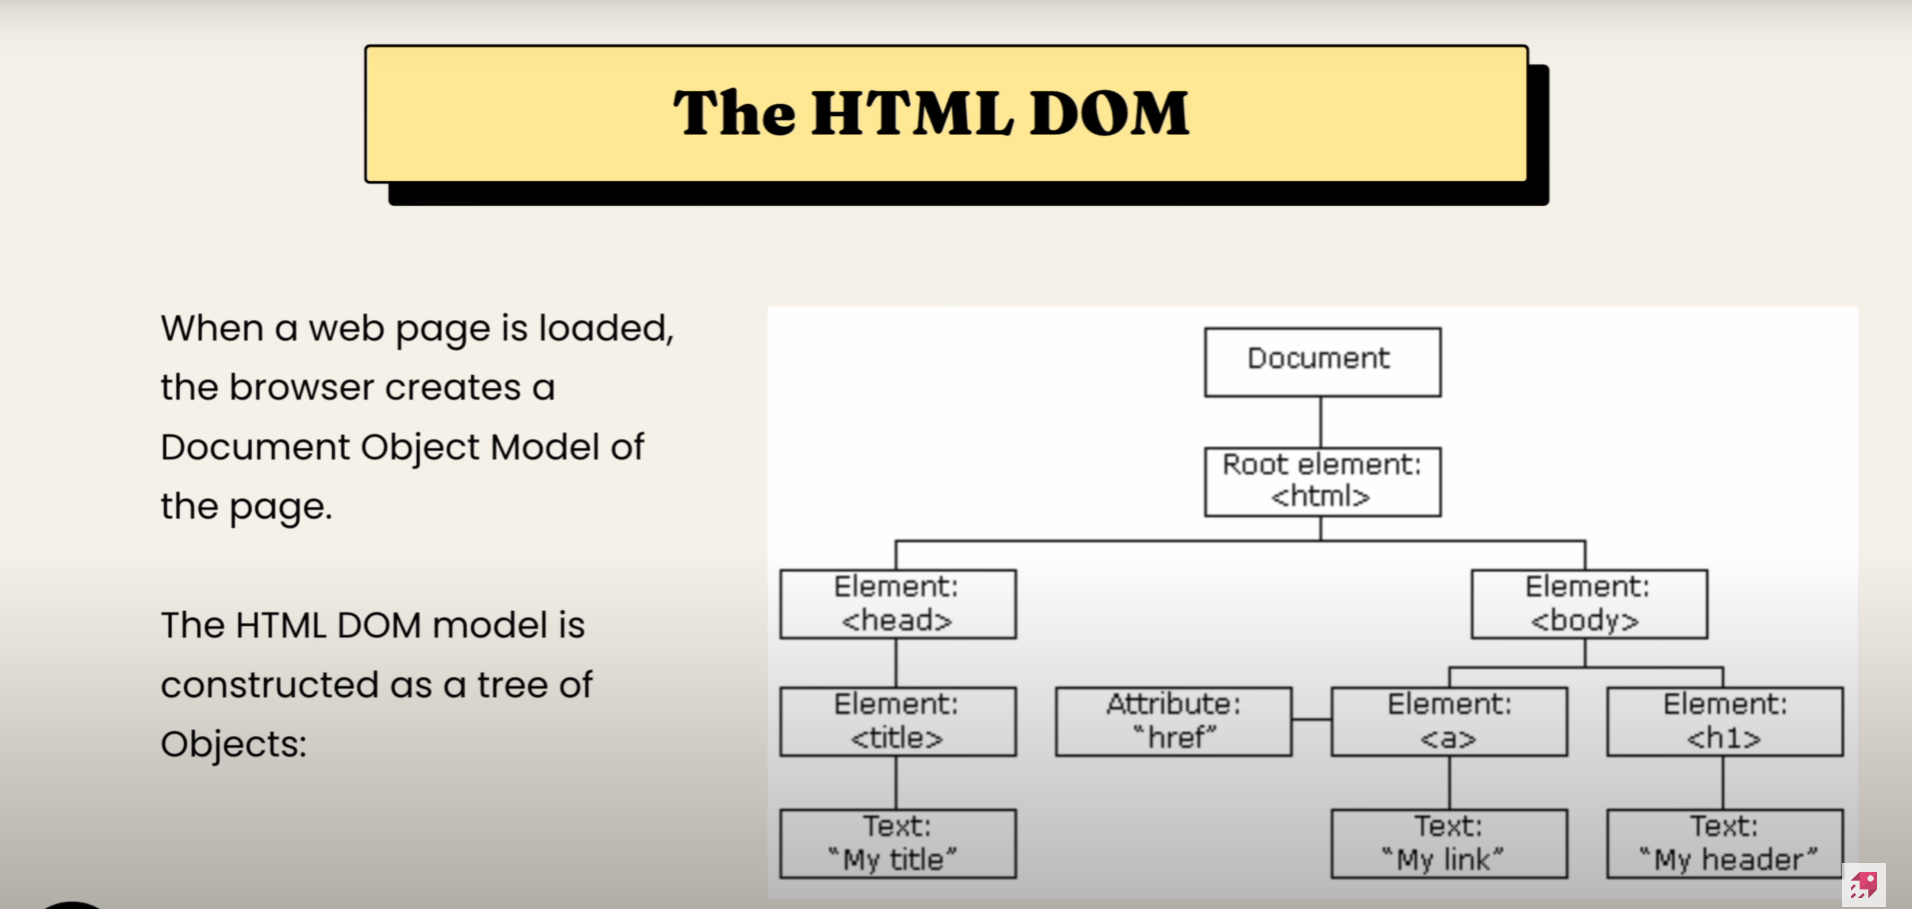 The HTML DOM
When a web page is loaded,
the browser creates a
Document Object Model of
the page.
The HTML DOM model is
constructed as a tree of
Objects:
Document
Root element:
<html>
Element:
<head>
Element:
<body>
Element:
<title>
Attribute:
“href”
Element:
<a>
Element:
<h1>
Text:
“My title”
Text:
“My link”
Text:
“My header”